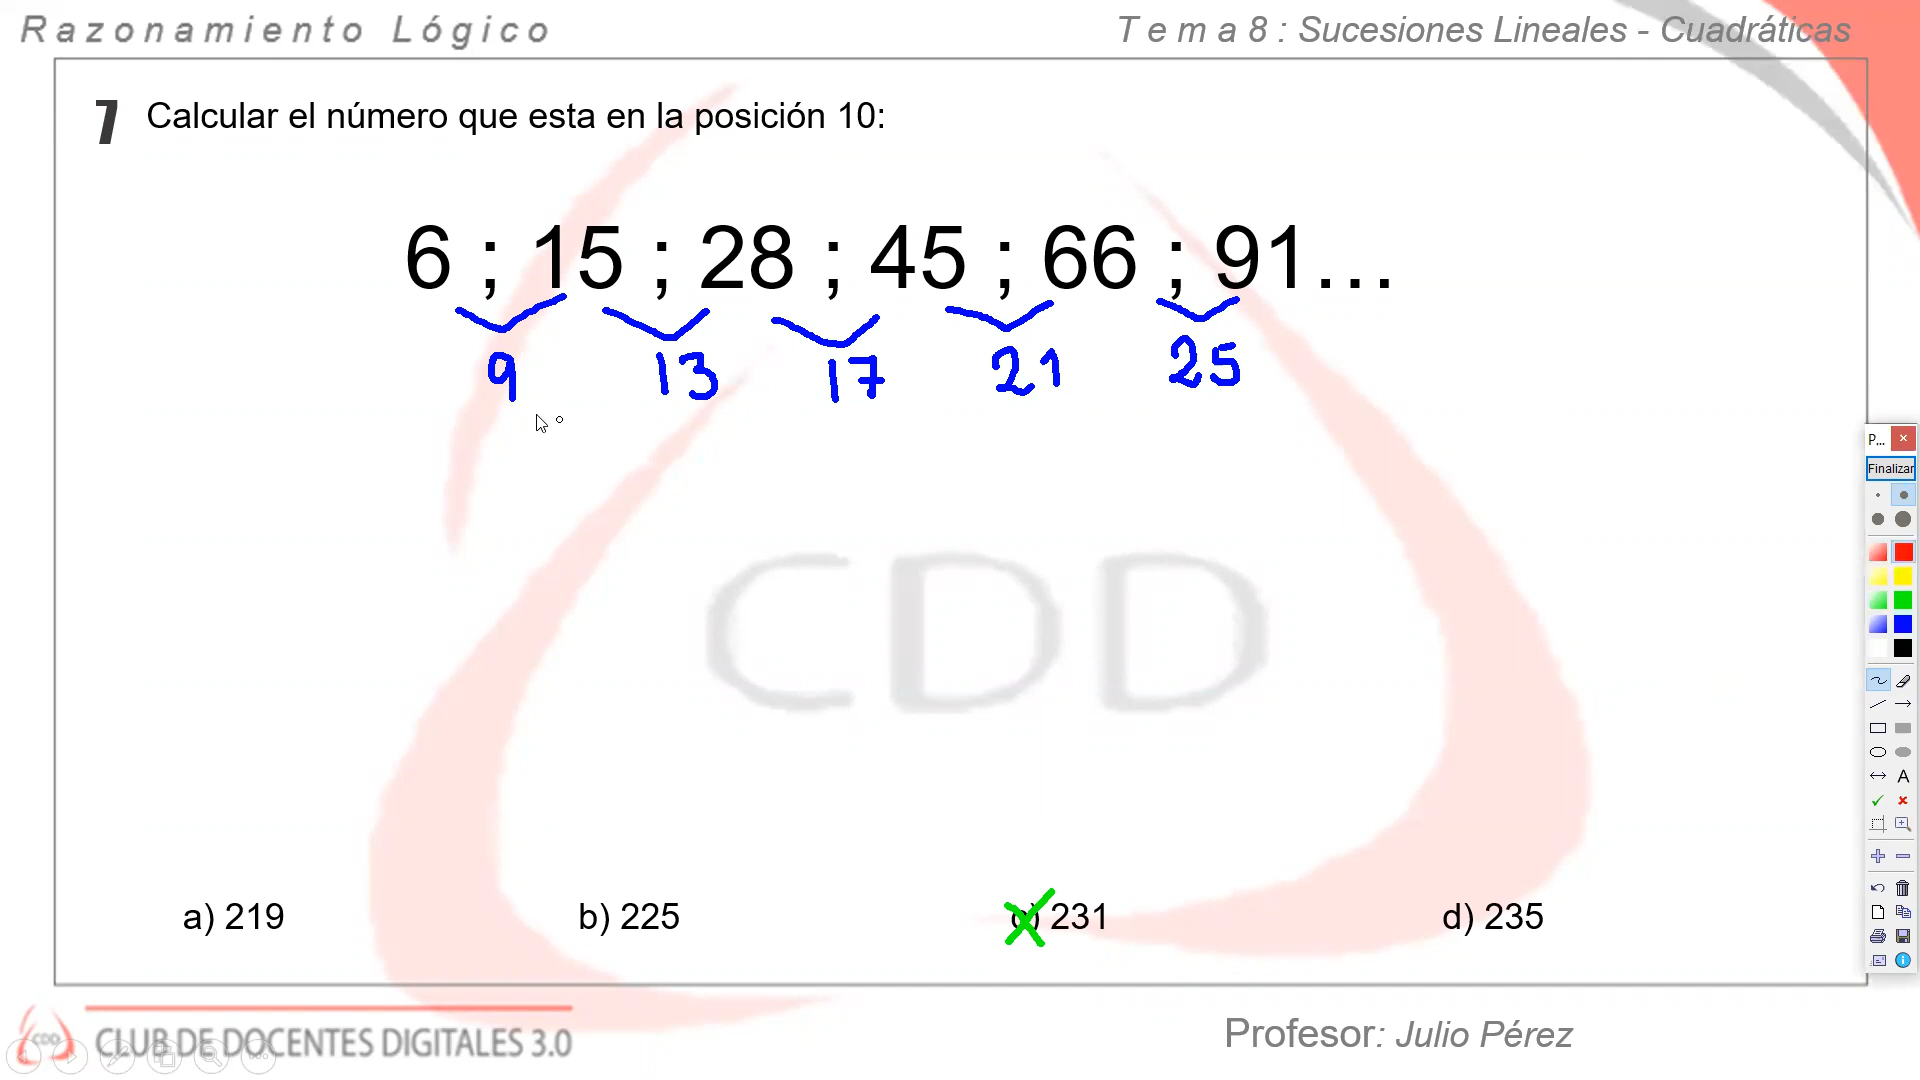 Razonamiento Lógico
Tema8: Sucesiones Lineales - Cuadráticas
7 Calcular el número que esta en la posición 10:
6 ; 15 ; 28 ; 45 ; 66 ; 91...
9 13 17 21 25
P...
Finalizar
A
CDD
a) 219 b) 225 c) 231 d) 235
CDD
CLUB DE DOCENTES DIGITALES 3.0
Profesor: Julio Pérez